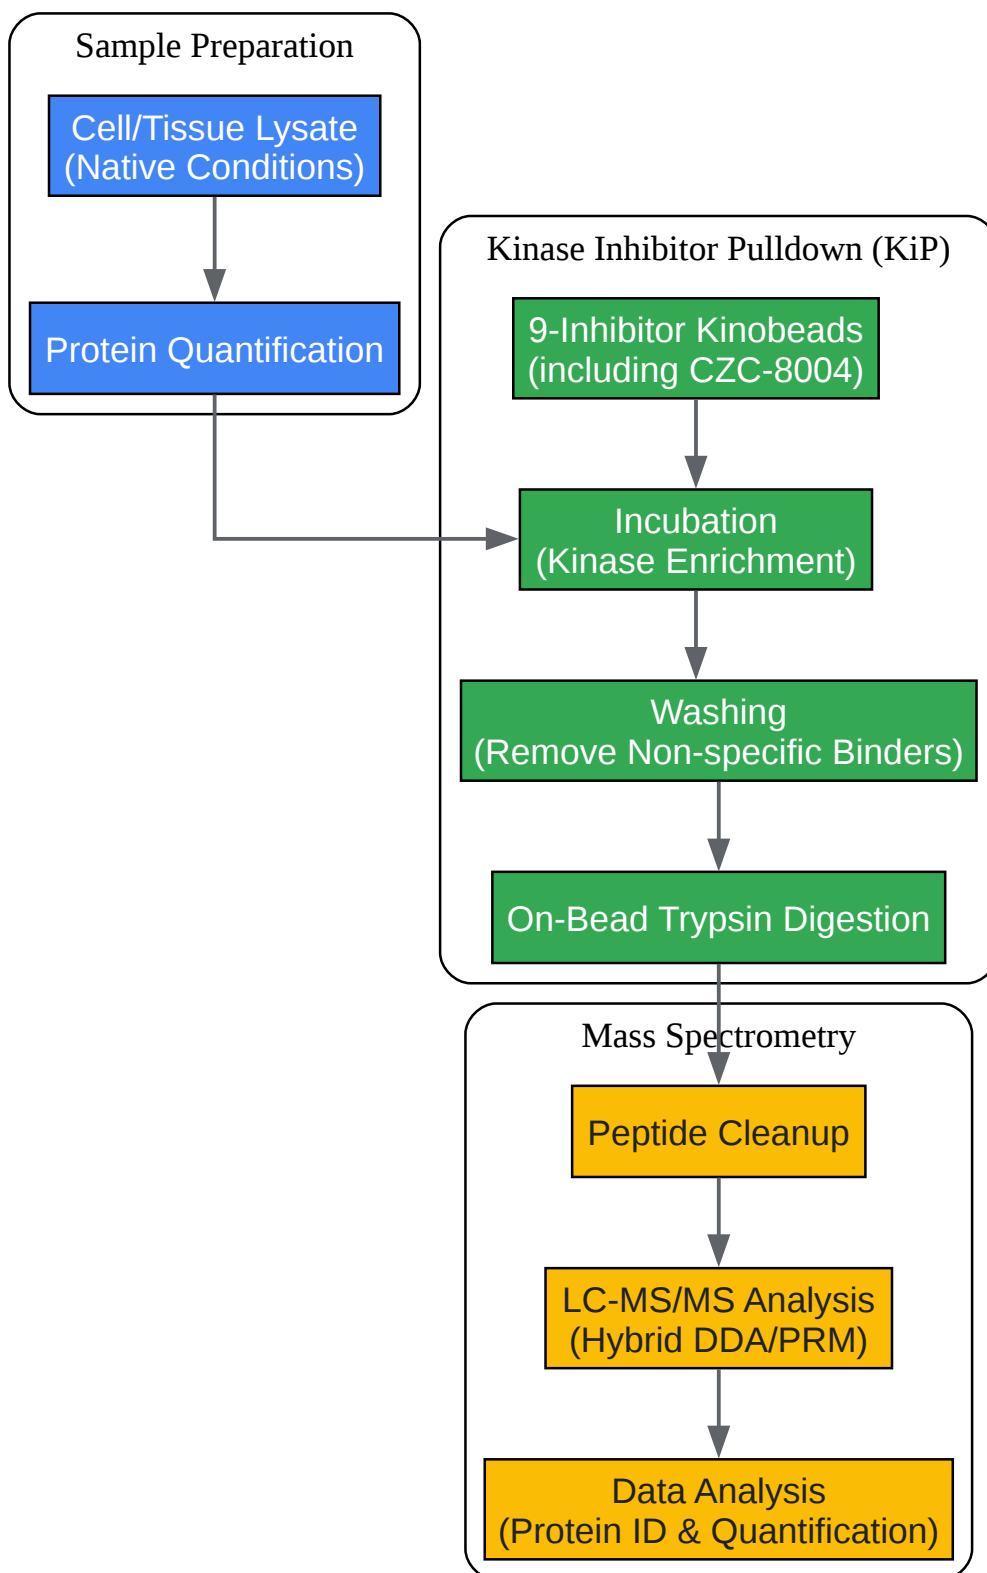 Sample Preparation
Cell/Tissue Lysate
(Native Conditions)
Protein Quantification
Kinase Inhibitor Pulldown (KiP)
9-Inhibitor Kinobeads
(including CZC-8004)
Incubation
(Kinase Enrichment)
Washing
(Remove Non-specific Binders)
On-Bead Trypsin Digestion
Mass Spectrometry
Peptide Cleanup
LC-MS/MS Analysis
(Hybrid DDA/PRM)
Data Analysis
(Protein ID & Quantification)